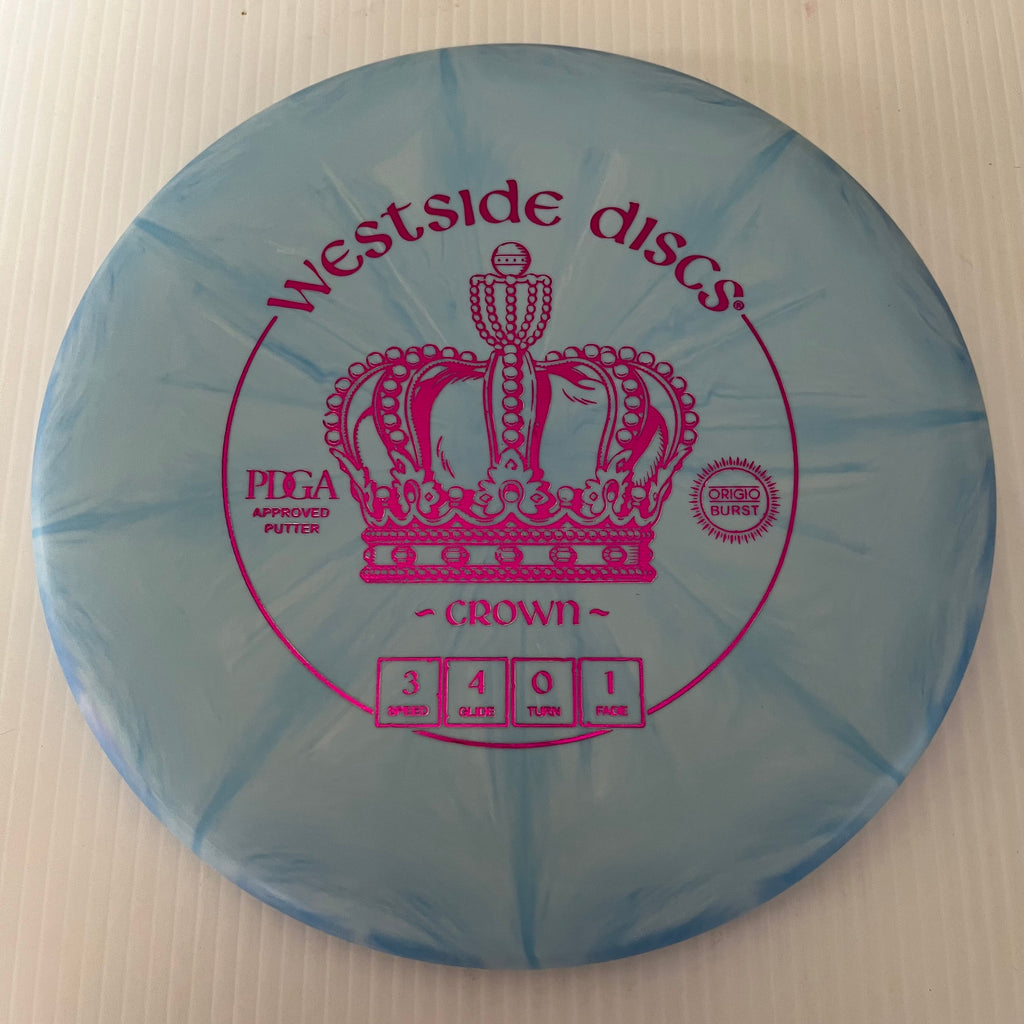 Westside discs®
PDGA
APPROVED
PUTTER
ORIGIO
BURST
~ CROWN ~
3 4 0 1
SPEED GLIDE TURN FADE